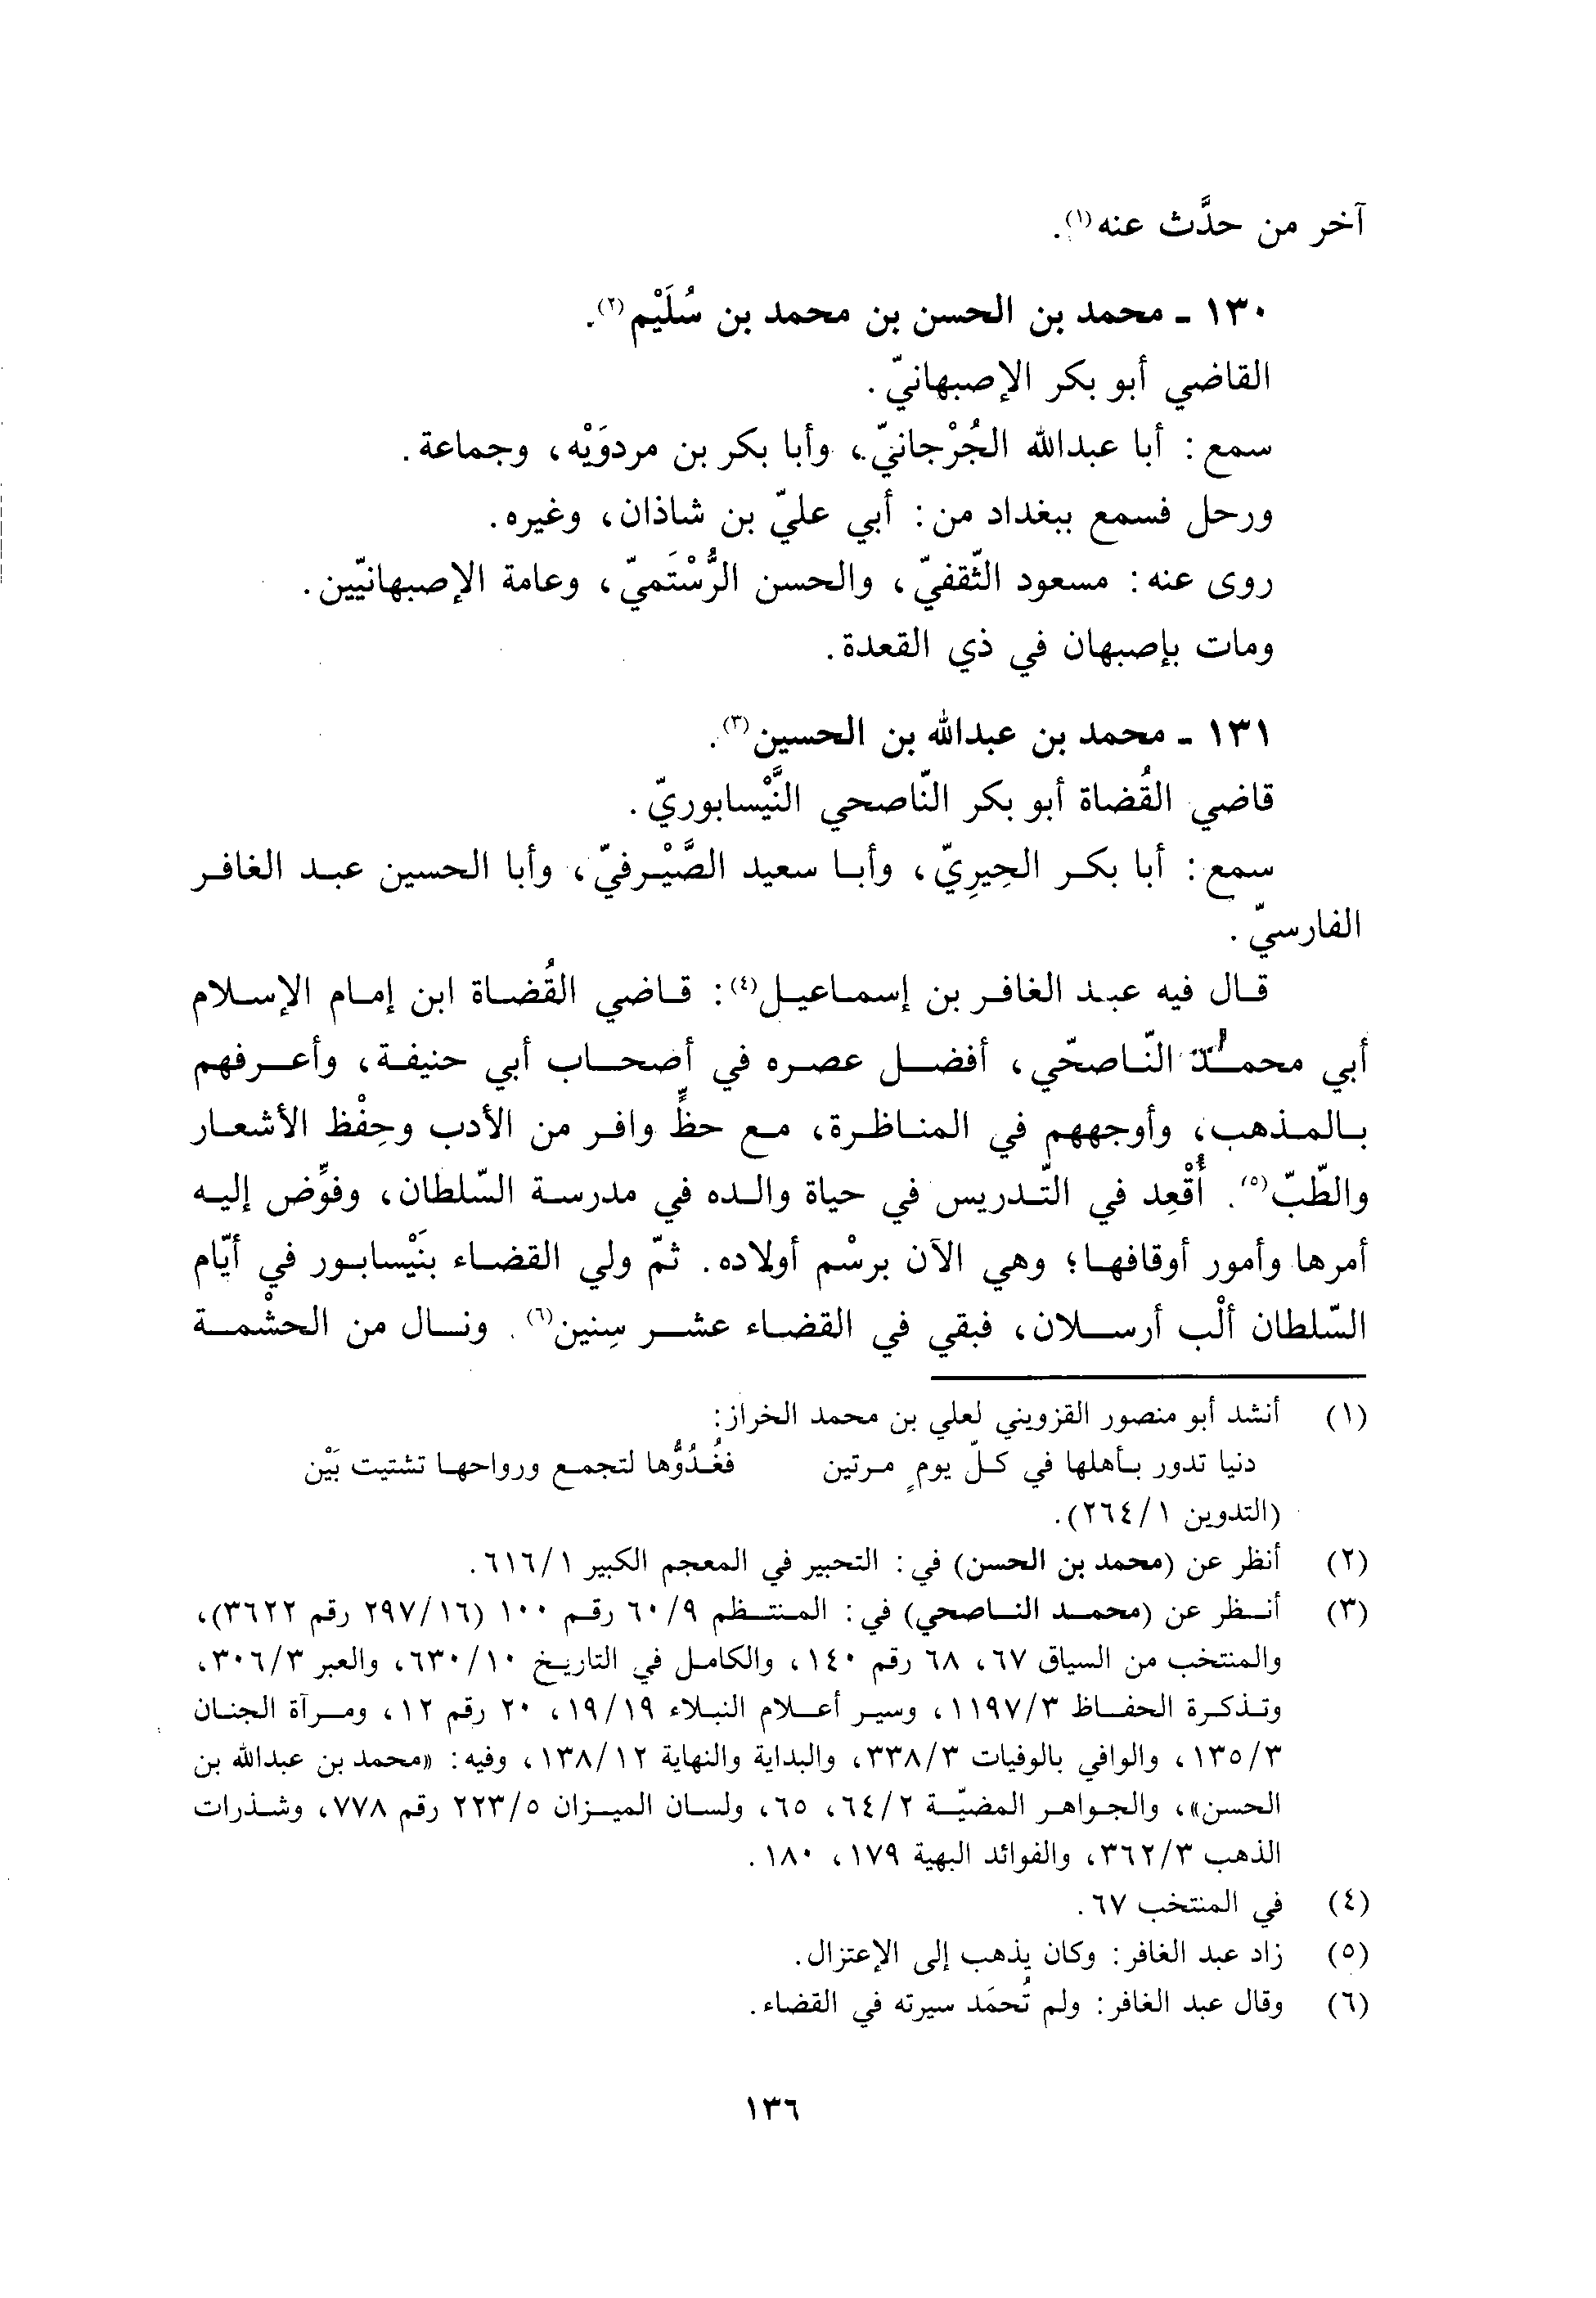 آخر من حدَّث عنه(١).
١٣٠ ـ محمد بن الحسن بن محمد بن سُلَيْم(٢).
القاضي أبو بكر الإصبهانيّ.
سمع: أبا عبدالله الجُرْجانيّ، وأبا بكر بن مردوَيْه، وجماعة.
ورحل فسمع ببغداد من: أبي عليّ بن شاذان، وغيره.
روى عنه: مسعود الثّقفيّ، والحسن الرُّسْتَميّ، وعامة الإصبهانيّين.
ومات بإصبهان في ذي القعدة.
١٣١ ـ محمد بن عبدالله بن الحسين(٣).
قاضي القُضاة أبو بكر النّاصحي النَّيْسابوريّ.
سمع: أبا بكر الحِيرِيّ، وأبا سعيد الصَّيْرفيّ، وأبا الحسين عبد الغافر
الفارسيّ.
قال فيه عبد الغافر بن إسماعيل(٤): قاضي القُضاة ابن إمام الإسلام
أبي محمد النّاصحّي، أفضل عصره في أصحاب أبي حنيفة، وأعرفهم
بالمذهب، وأوجههم في المناظرة، مع حظٍّ وافر من الأدب وحِفْظ الأشعار
والطّبّ(٥). أُقْعِد في التّدريس في حياة والده في مدرسة السّلطان، وفوِّض إليه
أمرها وأمور أوقافها؛ وهي الآن برسْم أولاده. ثمّ ولي القضاء بنَيْسابور في أيّام
السّلطان ألْب أرسلان، فبقي في القضاء عشر سِنين(٦). ونال من الحشْمة
(١) أنشد أبو منصور القزويني لعلي بن محمد الخراز:
دنيا تدور بأهلها في كلّ يومٍ مرتين فغُدُوُّها لتجمع ورواحها تشتيت بَيْن
(التدوين ١/٢٦٤).
(٢) أنظر عن (محمد بن الحسن) في: التحبير في المعجم الكبير ١/٦١٦.
(٣) أنظر عن (محمد الناصحي) في: المنتظم ٩/٦٠ رقم ١٠٠ (١٦/٢٩٧ رقم ٣٦٢٢)،
والمنتخب من السياق ٦٧، ٦٨ رقم ١٤٠، والكامل في التاريخ ١٠/٦٣٠، والعبر ٣/٣٠٦،
وتذكرة الحفاظ ٣/١١٩٧، وسير أعلام النبلاء ١٩/١٩، ٢٠ رقم ١٢، ومرآة الجنان
٣/١٣٥، والوافي بالوفيات ٣/٣٣٨، والبداية والنهاية ١٢/١٣٨، وفيه: «محمد بن عبدالله بن
الحسن»، والجواهر المضيّة ٢/٦٤، ٦٥، ولسان الميزان ٥/٢٢٣ رقم ٧٧٨، وشذرات
الذهب ٣/٣٦٢، والفوائد البهية ١٧٩، ١٨٠.
(٤) في المنتخب ٦٧.
(٥) زاد عبد الغافر: وكان يذهب إلى الإعتزال.
(٦) وقال عبد الغافر: ولم تُحمَد سيرته في القضاء.
١٣٦